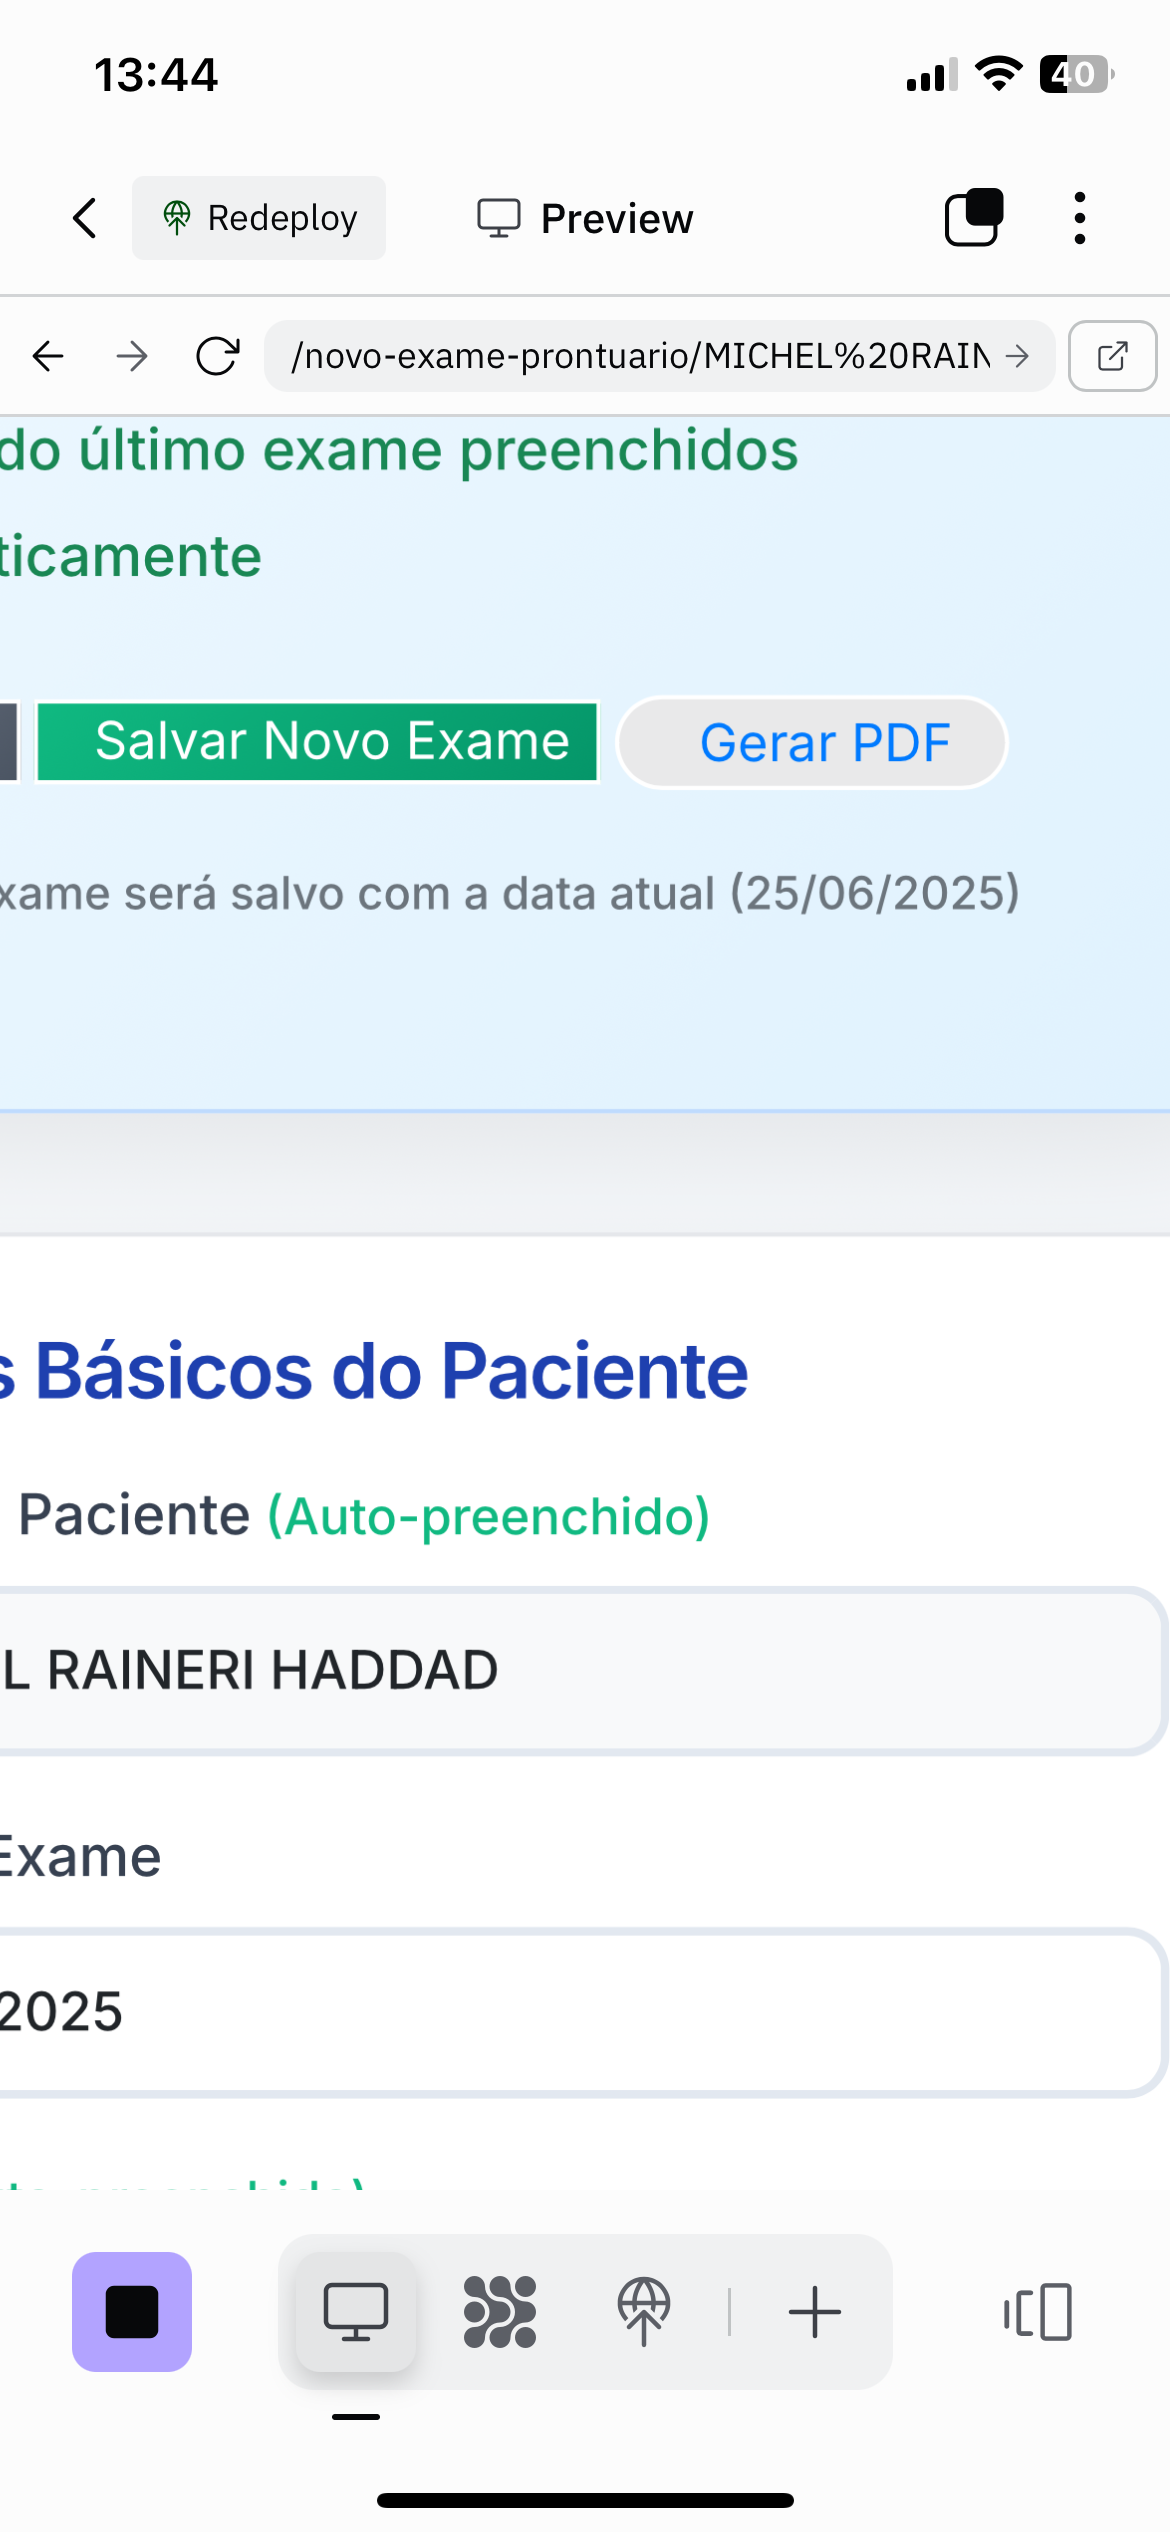 13:44
40
Redeploy
Preview
/novo-exame-prontuario/MICHEL%20RAIN
do último exame preenchidos
ticamente
Salvar Novo Exame
Gerar PDF
xame será salvo com a data atual (25/06/2025)
s Básicos do Paciente
Paciente (Auto-preenchido)
L RAINERI HADDAD
Exame
2025